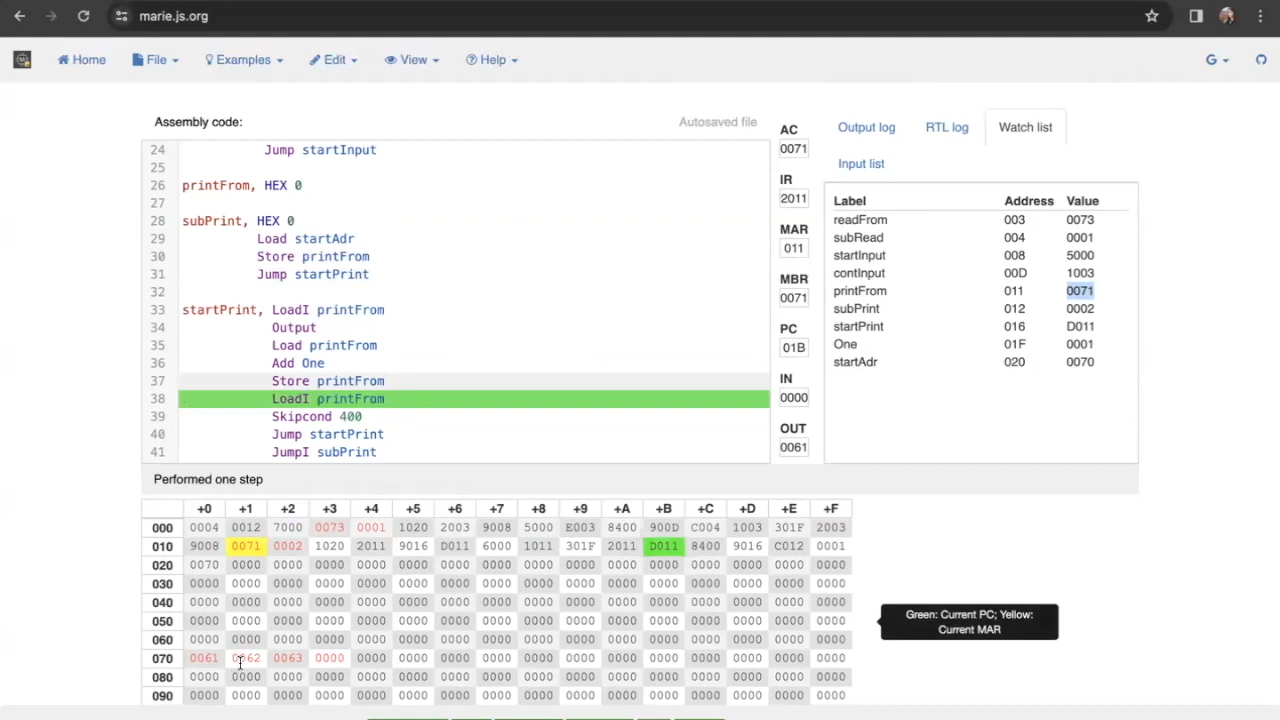 marie.js.org
Home File Examples Edit View Help G
Assembly code: Autosaved file
24 Jump startInput
25
26 printFrom, HEX 0
27
28 subPrint, HEX 0
29 Load startAdr
30 Store printFrom
31 Jump startPrint
32
33 startPrint, LoadI printFrom
34 Output
35 Load printFrom
36 Add One
37 Store printFrom
38 LoadI printFrom
39 Skipcond 400
40 Jump startPrint
41 JumpI subPrint
AC
0071
IR
2011
MAR
011
MBR
0071
PC
01B
IN
0000
OUT
0061
Output log RTL log Watch list
Input list
Label Address Value
readFrom 003 0073
subRead 004 0001
startInput 008 5000
contInput 00D 1003
printFrom 011 0071
subPrint 012 0002
startPrint 016 D011
One 01F 0001
startAdr 020 0070
Performed one step
+0 +1 +2 +3 +4 +5 +6 +7 +8 +9 +A +B +C +D +E +F
000 0004 0012 7000 0073 0001 1020 2003 9008 5000 E003 8400 900D C004 1003 301F 2003
010 9008 0071 0002 1020 2011 9016 D011 6000 1011 301F 2011 D011 8400 9016 C012 0001
020 0070 0000 0000 0000 0000 0000 0000 0000 0000 0000 0000 0000 0000 0000 0000 0000
030 0000 0000 0000 0000 0000 0000 0000 0000 0000 0000 0000 0000 0000 0000 0000 0000
040 0000 0000 0000 0000 0000 0000 0000 0000 0000 0000 0000 0000 0000 0000 0000 0000
050 0000 0000 0000 0000 0000 0000 0000 0000 0000 0000 0000 0000 0000 0000 0000 0000
060 0000 0000 0000 0000 0000 0000 0000 0000 0000 0000 0000 0000 0000 0000 0000 0000
070 0061 0062 0063 0000 0000 0000 0000 0000 0000 0000 0000 0000 0000 0000 0000 0000
080 0000 0000 0000 0000 0000 0000 0000 0000 0000 0000 0000 0000 0000 0000 0000 0000
090 0000 0000 0000 0000 0000 0000 0000 0000 0000 0000 0000 0000 0000 0000 0000 0000
Green: Current PC; Yellow:
Current MAR